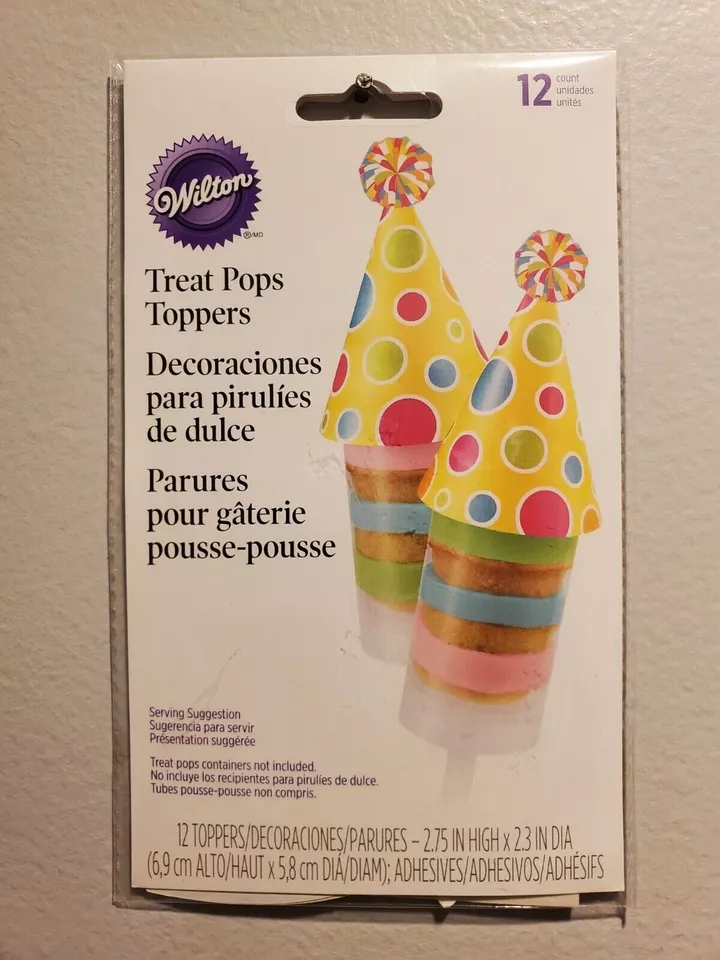 12 count
unidades
unités
Wilton
®/MD
Treat Pops
Toppers
Decoraciones
para pirulíes
de dulce
Parures
pour gâterie
pousse-pousse
Serving Suggestion
Sugerencia para servir
Présentation suggérée
Treat pops containers not included.
No incluye los recipientes para pirulíes de dulce.
Tubes pousse-pousse non compris.
12 TOPPERS/DECORACIONES/PARURES – 2.75 IN HIGH x 2.3 IN DIA
(6,9 cm ALTO/HAUT x 5,8 cm DIÁ/DIAM); ADHESIVES/ADHESIVOS/ADHÉSIFS